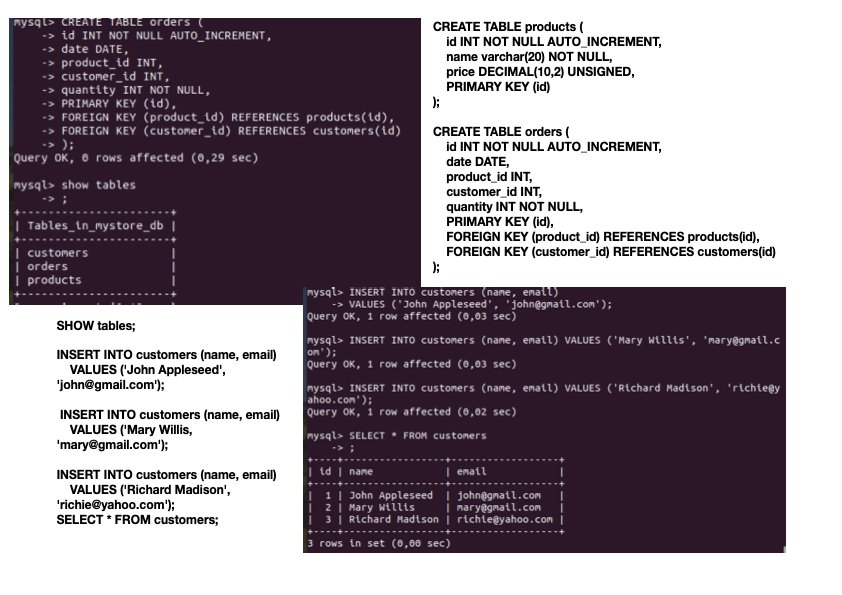 mysql> CREATE TABLE orders (
-> id INT NOT NULL AUTO_INCREMENT,
-> date DATE,
-> product_id INT,
-> customer_id INT,
-> quantity INT NOT NULL,
-> PRIMARY KEY (id),
-> FOREIGN KEY (product_id) REFERENCES products(id),
-> FOREIGN KEY (customer_id) REFERENCES customers(id)
-> );
Query OK, 0 rows affected (0,29 sec)
mysql> show tables
-> ;
+----------------------+
| Tables_in_mystore_db |
+----------------------+
| customers |
| orders |
| products |
+----------------------+
CREATE TABLE products (
id INT NOT NULL AUTO_INCREMENT,
name varchar(20) NOT NULL,
price DECIMAL(10,2) UNSIGNED,
PRIMARY KEY (id)
);
CREATE TABLE orders (
id INT NOT NULL AUTO_INCREMENT,
date DATE,
product_id INT,
customer_id INT,
quantity INT NOT NULL,
PRIMARY KEY (id),
FOREIGN KEY (product_id) REFERENCES products(id),
FOREIGN KEY (customer_id) REFERENCES customers(id)
);
SHOW tables;
INSERT INTO customers (name, email)
VALUES ('John Appleseed',
'john@gmail.com');
INSERT INTO customers (name, email)
VALUES ('Mary Willis,
'mary@gmail.com');
INSERT INTO customers (name, email)
VALUES ('Richard Madison',
'richie@yahoo.com');
SELECT * FROM customers;
mysql> INSERT INTO customers (name, email)
-> VALUES ('John Appleseed', 'john@gmail.com');
Query OK, 1 row affected (0,03 sec)
mysql> INSERT INTO customers (name, email) VALUES ('Mary Willis', 'mary@gmail.c
om');
Query OK, 1 row affected (0,03 sec)
mysql> INSERT INTO customers (name, email) VALUES ('Richard Madison', 'richie@y
ahoo.com');
Query OK, 1 row affected (0,02 sec)
mysql> SELECT * FROM customers
-> ;
+----+-----------------+------------------+
| id | name | email |
+----+-----------------+------------------+
| 1 | John Appleseed | john@gmail.com |
| 2 | Mary Willis | mary@gmail.com |
| 3 | Richard Madison | richie@yahoo.com |
+----+-----------------+------------------+
3 rows in set (0,00 sec)